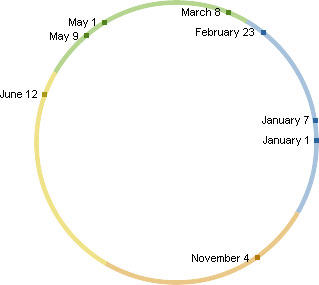 March 8
May 1
February 23
May 9
June 12
January 7
January 1
November 4